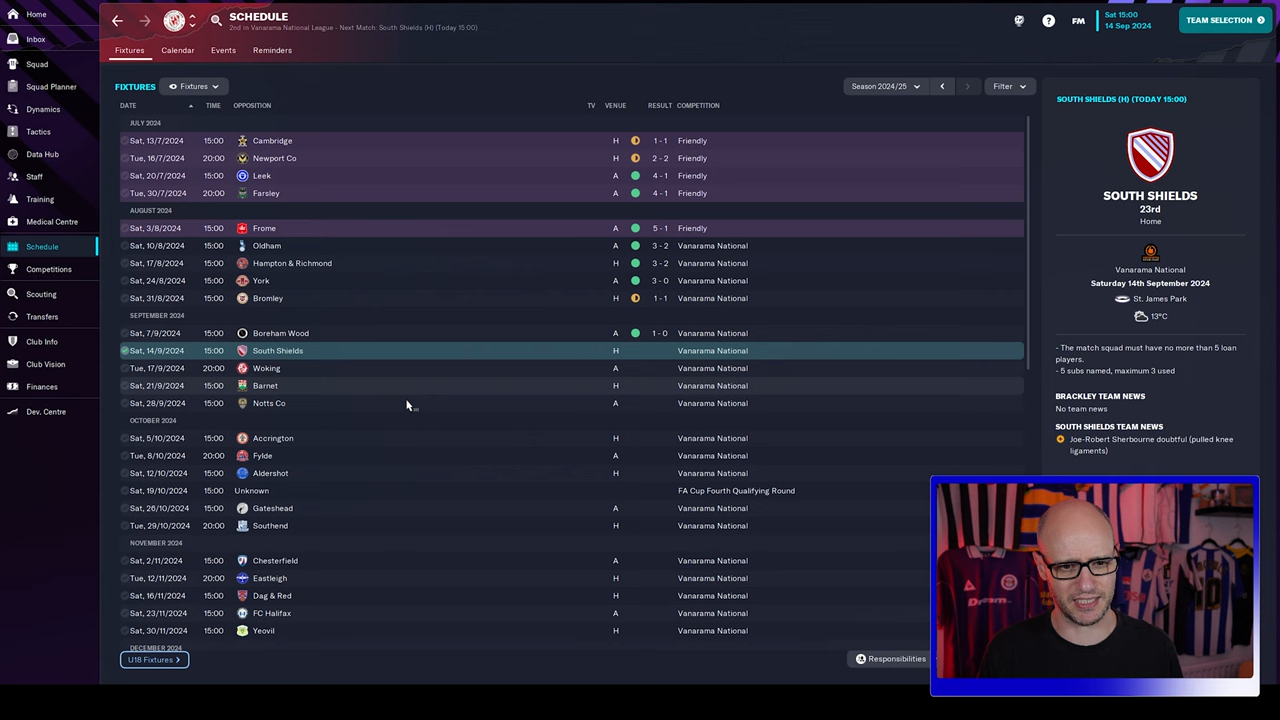 Home
Inbox
Squad
Squad Planner
Dynamics
Tactics
Data Hub
Staff
Training
Medical Centre
Schedule
Competitions
Scouting
Transfers
Club Info
Club Vision
Finances
Dev. Centre
SCHEDULE
2nd in Vanarama National League - Next Match: South Shields (H) (Today 15:00)
FM
Sat 15:00
14 Sep 2024
TEAM SELECTION
Fixtures Calendar Events Reminders
FIXTURES Fixtures Season 2024/25 Filter
DATE TIME OPPOSITION TV VENUE RESULT COMPETITION
JULY 2024
Sat, 13/7/2024 15:00 Cambridge H 1 - 1 Friendly
Tue, 16/7/2024 20:00 Newport Co H 2 - 2 Friendly
Sat, 20/7/2024 15:00 Leek A 4 - 1 Friendly
Tue, 30/7/2024 20:00 Farsley A 4 - 1 Friendly
AUGUST 2024
Sat, 3/8/2024 15:00 Frome A 5 - 1 Friendly
Sat, 10/8/2024 15:00 Oldham A 3 - 2 Vanarama National
Sat, 17/8/2024 15:00 Hampton & Richmond H 3 - 2 Vanarama National
Sat, 24/8/2024 15:00 York A 3 - 0 Vanarama National
Sat, 31/8/2024 15:00 Bromley H 1 - 1 Vanarama National
SEPTEMBER 2024
Sat, 7/9/2024 15:00 Boreham Wood A 1 - 0 Vanarama National
Sat, 14/9/2024 15:00 South Shields H Vanarama National
Tue, 17/9/2024 20:00 Woking A Vanarama National
Sat, 21/9/2024 15:00 Barnet H Vanarama National
Sat, 28/9/2024 15:00 Notts Co A Vanarama National
OCTOBER 2024
Sat, 5/10/2024 15:00 Accrington H Vanarama National
Tue, 8/10/2024 20:00 Fylde A Vanarama National
Sat, 12/10/2024 15:00 Aldershot H Vanarama National
Sat, 19/10/2024 15:00 Unknown FA Cup Fourth Qualifying Round
Sat, 26/10/2024 15:00 Gateshead A Vanarama National
Tue, 29/10/2024 20:00 Southend H Vanarama National
NOVEMBER 2024
Sat, 2/11/2024 15:00 Chesterfield A Vanarama National
Tue, 12/11/2024 20:00 Eastleigh H Vanarama National
Sat, 16/11/2024 15:00 Dag & Red H Vanarama National
Sat, 23/11/2024 15:00 FC Halifax A Vanarama National
Sat, 30/11/2024 15:00 Yeovil H Vanarama National
DECEMBER 2024
U18 Fixtures
Responsibilities
SOUTH SHIELDS (H) (TODAY 15:00)
SOUTH SHIELDS
23rd
Home
Vanarama National
Saturday 14th September 2024
St. James Park
13°C
- The match squad must have no more than 5 loan
players.
- 5 subs named, maximum 3 used
BRACKLEY TEAM NEWS
No team news
SOUTH SHIELDS TEAM NEWS
Joe-Robert Sherbourne doubtful (pulled knee
ligaments)